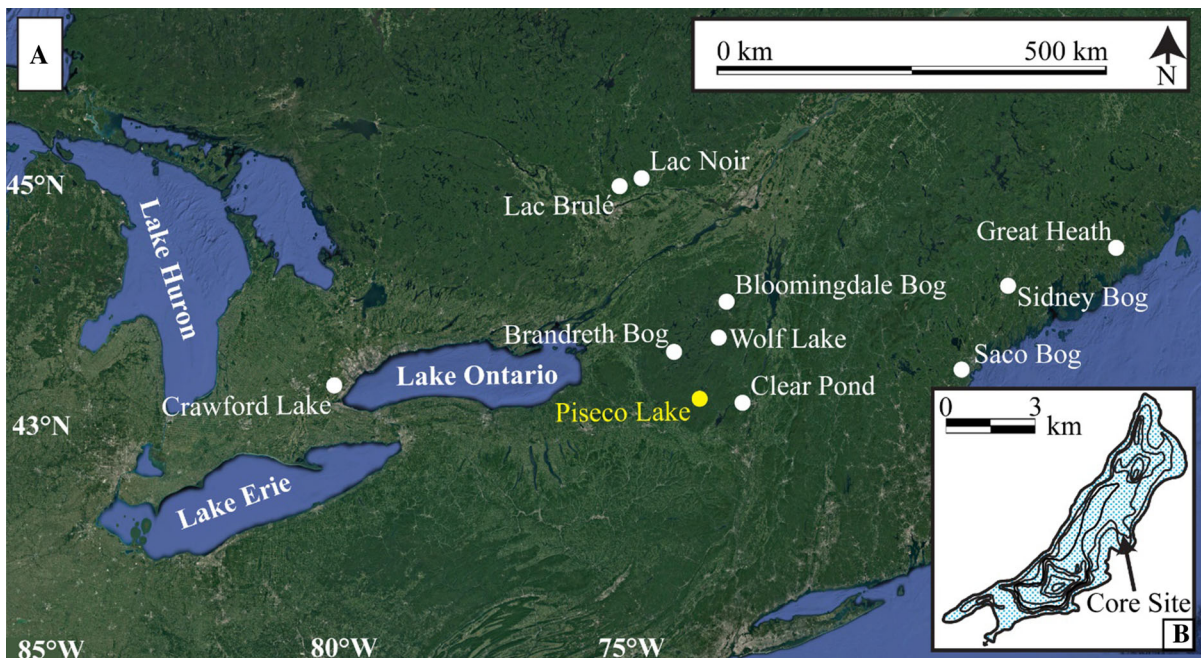 A
0 km 500 km
N
Lac Noir
45°N
Lac Brulé
Lake Huron
Great Heath
Bloomingdale Bog
Sidney Bog
Brandreth Bog
Wolf Lake
Saco Bog
Lake Ontario
Clear Pond
Crawford Lake
Piseco Lake
43°N
0 3
km
Lake Erie
Core Site
85°W 80°W 75°W
B